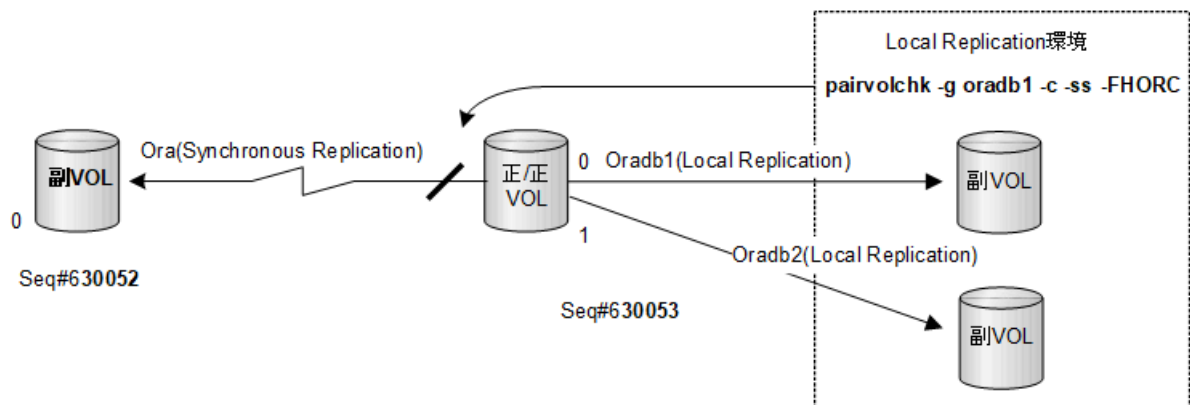 Local Replication環境
pairvolchk -g oradb1 -c -ss -FHORC
Ora(Synchronous Replication)
副VOL
0
Seq#630052
正/正
VOL
0
1
Oradb1(Local Replication)
副VOL
Oradb2(Local Replication)
Seq#630053
副VOL